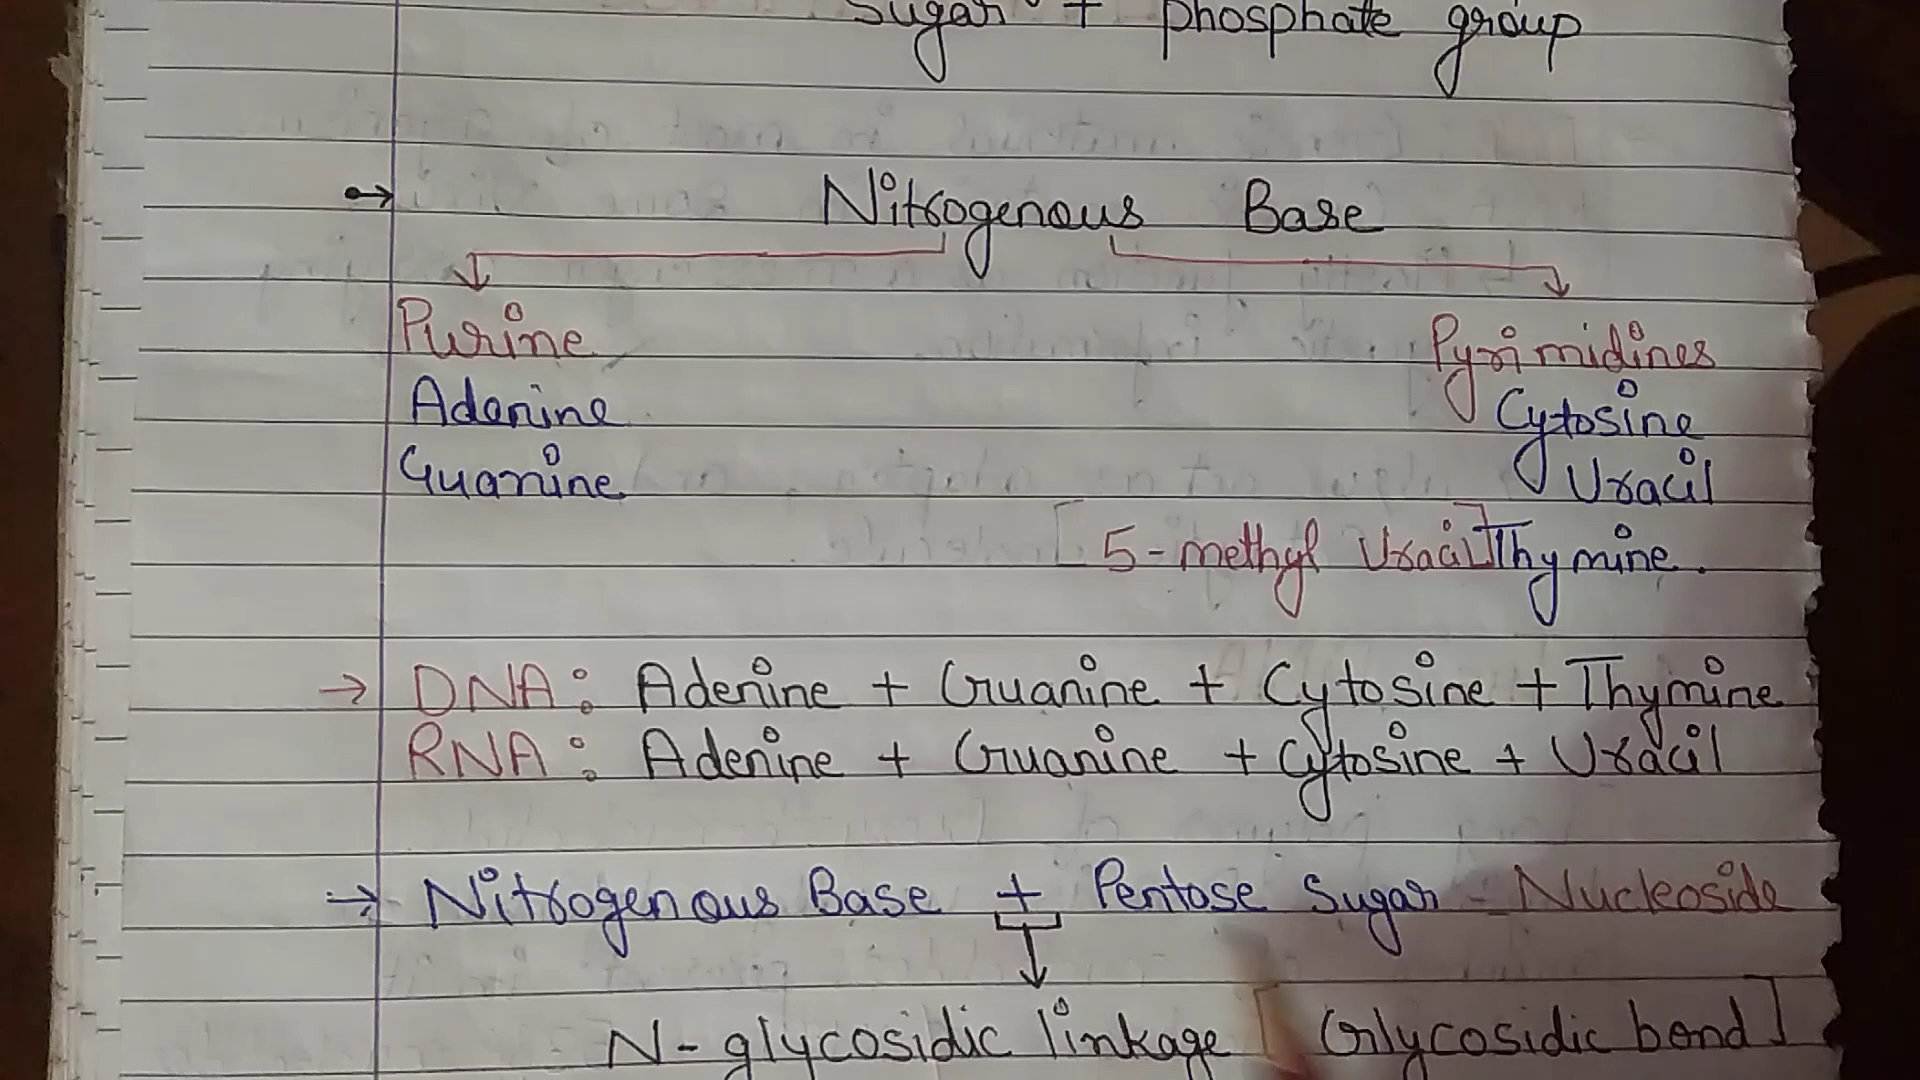 Sugar + phosphate group
Nitrogenous Base
Purine Pyrimidines
Adenine Cytosine
Guanine Uracil
[5-methyl Uracil] Thymine.
→ DNA: Adenine + Guanine + Cytosine + Thymine
RNA: Adenine + Guanine + Cytosine + Uracil
→ Nitrogenous Base + Pentose Sugar - Nucleoside
N-glycosidic linkage [Glycosidic bond]